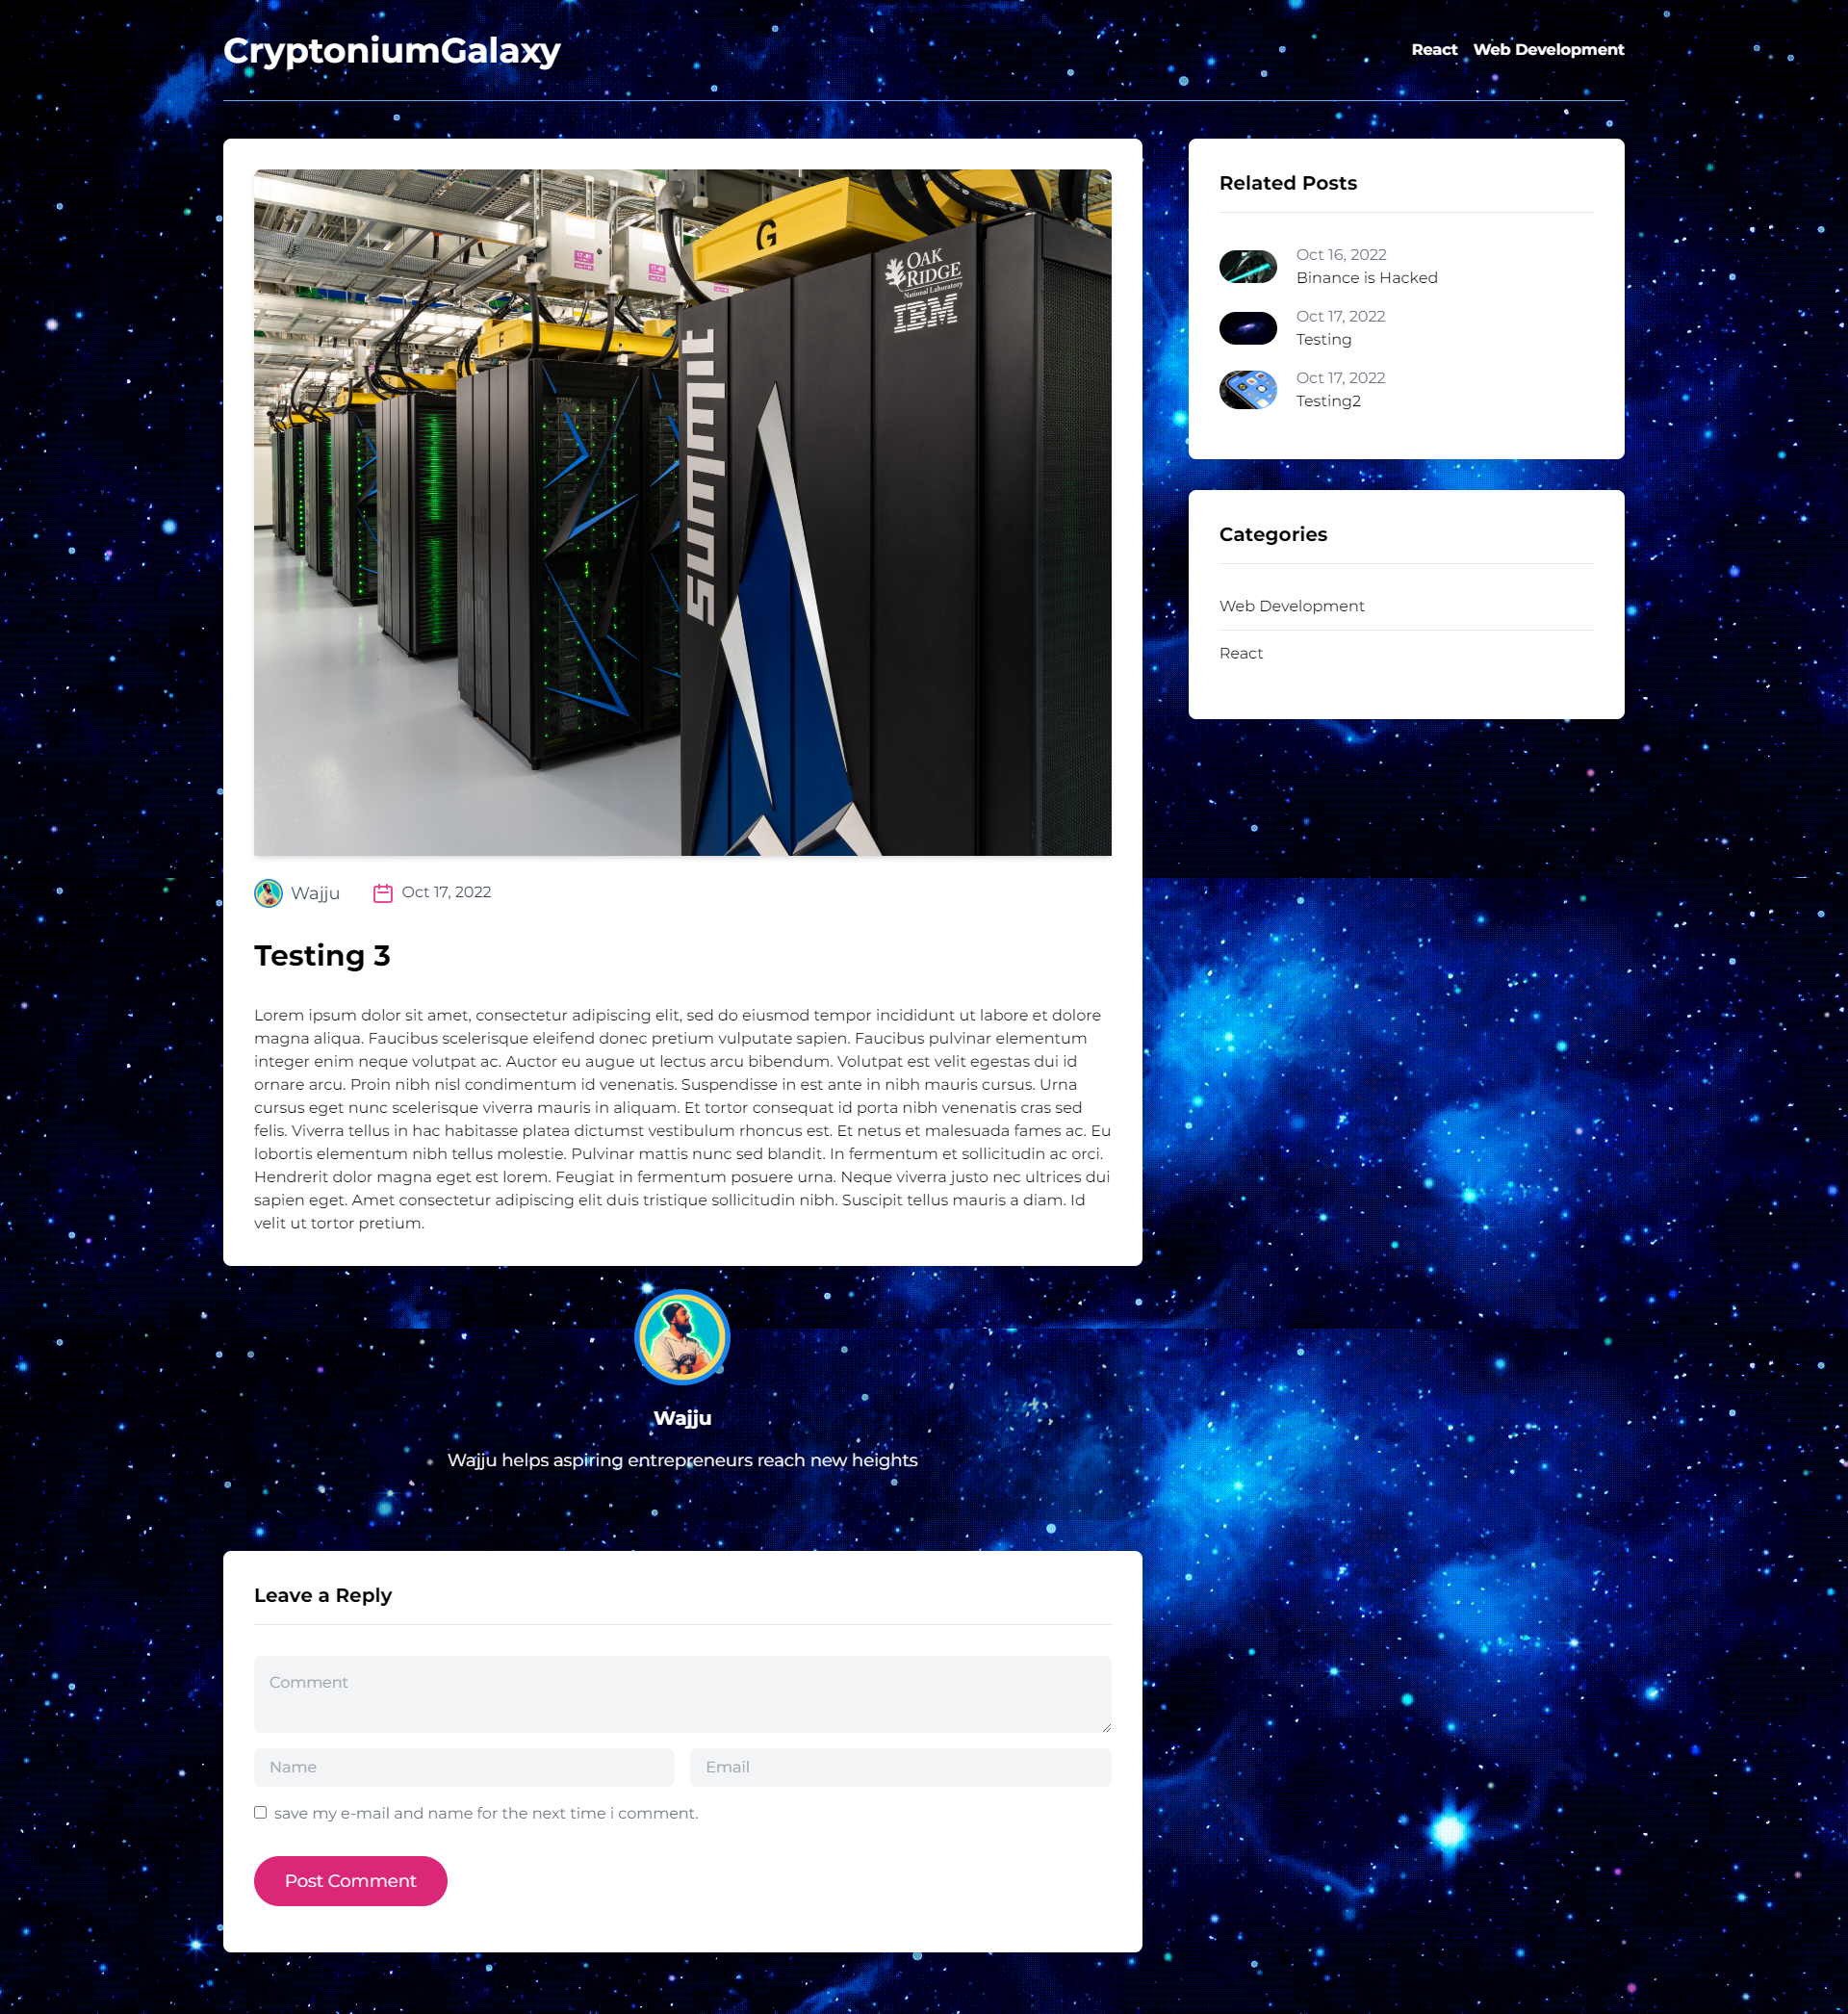 CryptoniumGalaxy
React Web Development
G
OAK
RIDGE
National Laboratory
IBM
summit
Wajju
Oct 17, 2022
Testing 3
Lorem ipsum dolor sit amet, consectetur adipiscing elit, sed do eiusmod tempor incididunt ut labore et dolore
magna aliqua. Faucibus scelerisque eleifend donec pretium vulputate sapien. Faucibus pulvinar elementum
integer enim neque volutpat ac. Auctor eu augue ut lectus arcu bibendum. Volutpat est velit egestas dui id
ornare arcu. Proin nibh nisl condimentum id venenatis. Suspendisse in est ante in nibh mauris cursus. Urna
cursus eget nunc scelerisque viverra mauris in aliquam. Et tortor consequat id porta nibh venenatis cras sed
felis. Viverra tellus in hac habitasse platea dictumst vestibulum rhoncus est. Et netus et malesuada fames ac. Eu
lobortis elementum nibh tellus molestie. Pulvinar mattis nunc sed blandit. In fermentum et sollicitudin ac orci.
Hendrerit dolor magna eget est lorem. Feugiat in fermentum posuere urna. Neque viverra justo nec ultrices dui
sapien eget. Amet consectetur adipiscing elit duis tristique sollicitudin nibh. Suscipit tellus mauris a diam. Id
velit ut tortor pretium.
Wajju
Wajju helps aspiring entrepreneurs reach new heights
Leave a Reply
Comment
Name
Email
save my e-mail and name for the next time i comment.
Post Comment
Related Posts
Oct 16, 2022
Binance is Hacked
Oct 17, 2022
Testing
Oct 17, 2022
Testing2
Categories
Web Development
React